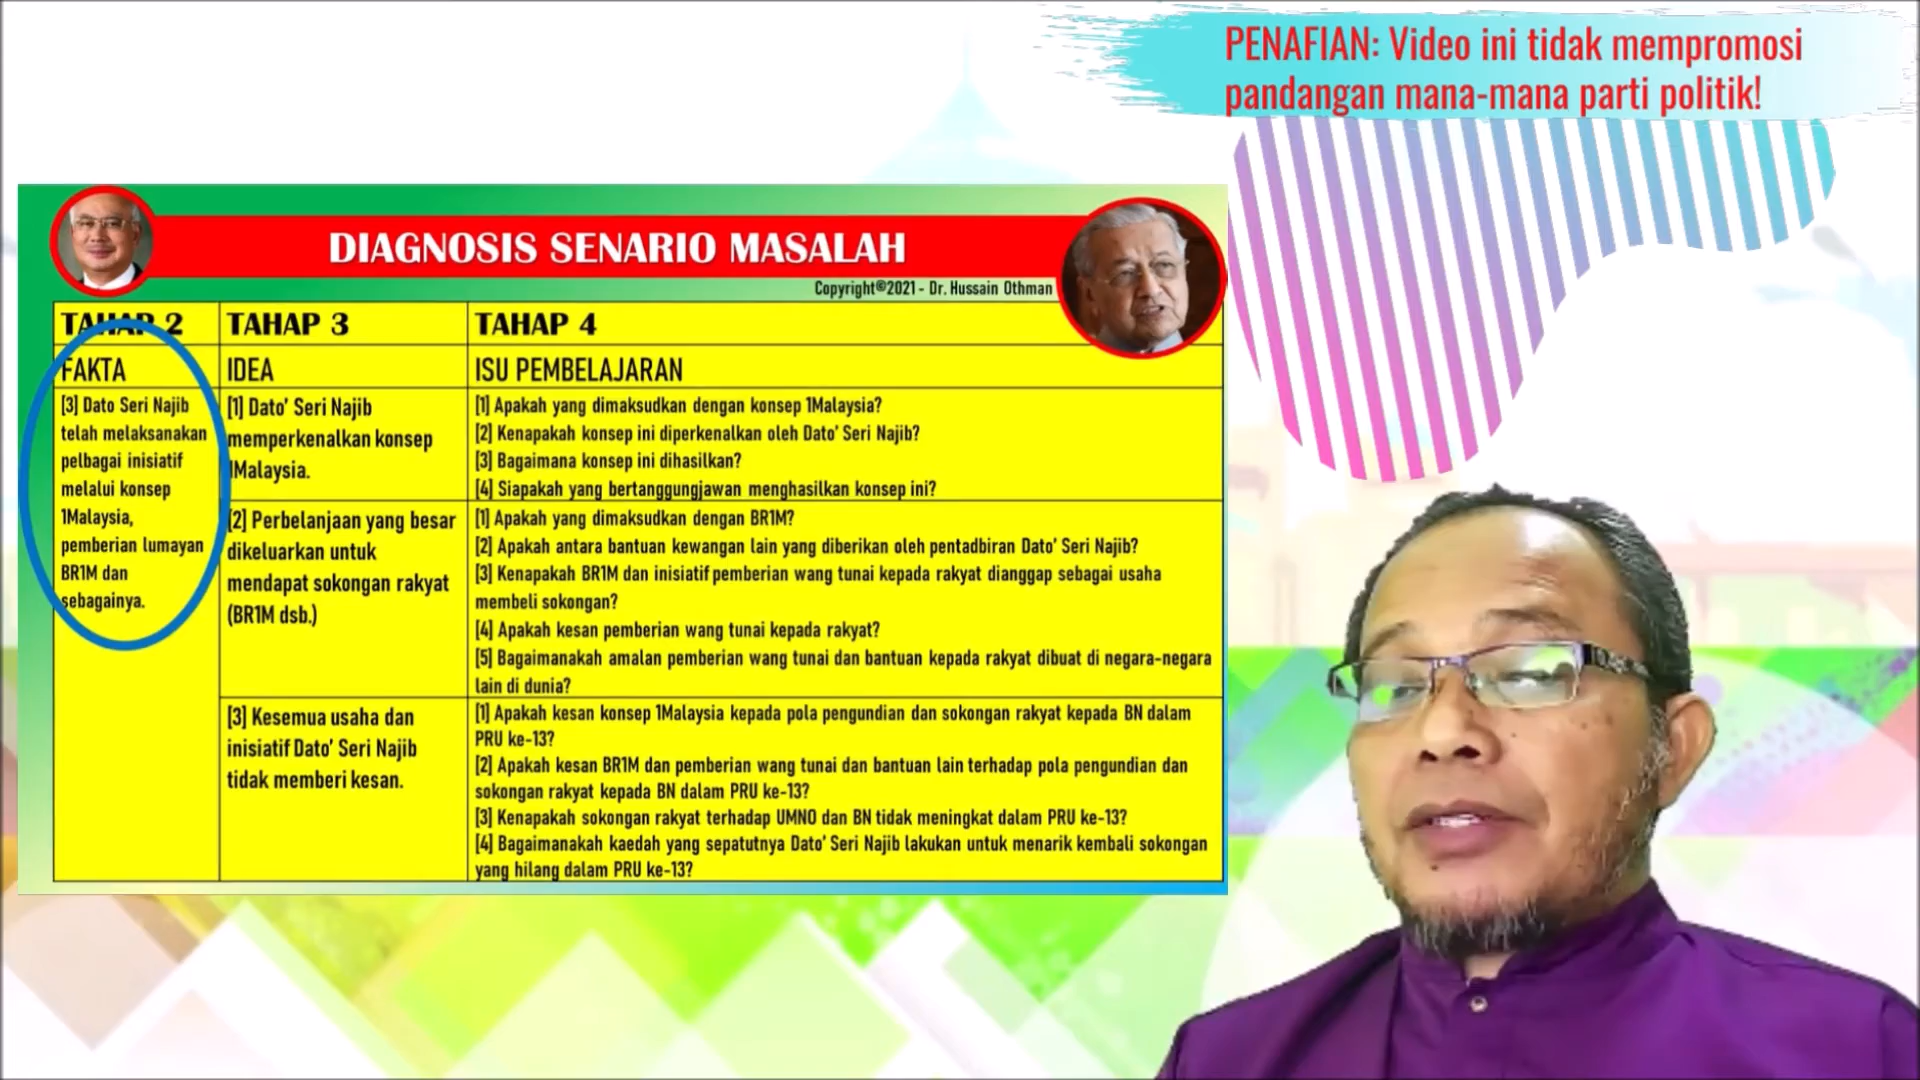 PENAFIAN: Video ini tidak mempromosi
pandangan mana-mana parti politik!
DIAGNOSIS SENARIO MASALAH
Copyright©2021 - Dr. Hussain Othman
TAHAP 2
TAHAP 3
TAHAP 4
FAKTA
IDEA
ISU PEMBELAJARAN
[3] Dato Seri Najib
telah melaksanakan
pelbagai inisiatif
melalui konsep
1Malaysia,
pemberian lumayan
BR1M dan
sebagainya.
[1] Dato' Seri Najib
memperkenalkan konsep
1Malaysia.
[1] Apakah yang dimaksudkan dengan konsep 1Malaysia?
[2] Kenapakah konsep ini diperkenalkan oleh Dato' Seri Najib?
[3] Bagaimana konsep ini dihasilkan?
[4] Siapakah yang bertanggungjawan menghasilkan konsep ini?
[2] Perbelanjaan yang besar
dikeluarkan untuk
mendapat sokongan rakyat
(BR1M dsb.)
[1] Apakah yang dimaksudkan dengan BR1M?
[2] Apakah antara bantuan kewangan lain yang diberikan oleh pentadbiran Dato' Seri Najib?
[3] Kenapakah BR1M dan inisiatif pemberian wang tunai kepada rakyat dianggap sebagai usaha
membeli sokongan?
[4] Apakah kesan pemberian wang tunai kepada rakyat?
[5] Bagaimanakah amalan pemberian wang tunai dan bantuan kepada rakyat dibuat di negara-negara
lain di dunia?
[3] Kesemua usaha dan
inisiatif Dato' Seri Najib
tidak memberi kesan.
[1] Apakah kesan konsep 1Malaysia kepada pola pengundian dan sokongan rakyat kepada BN dalam
PRU ke-13?
[2] Apakah kesan BR1M dan pemberian wang tunai dan bantuan lain terhadap pola pengundian dan
sokongan rakyat kepada BN dalam PRU ke-13?
[3] Kenapakah sokongan rakyat terhadap UMNO dan BN tidak meningkat dalam PRU ke-13?
[4] Bagaimanakah kaedah yang sepatutnya Dato' Seri Najib lakukan untuk menarik kembali sokongan
yang hilang dalam PRU ke-13?